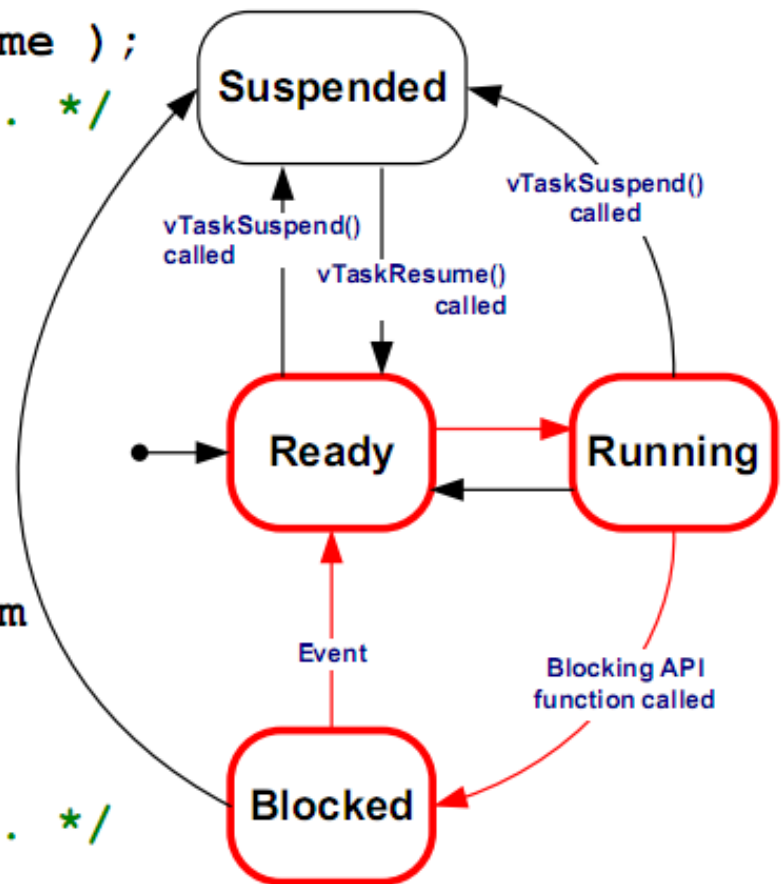 me );
Suspended
. */
vTaskSuspend()
called
vTaskSuspend()
called
vTaskResume()
called
Ready
Running
m
Event
Blocking API
function called
Blocked
. */